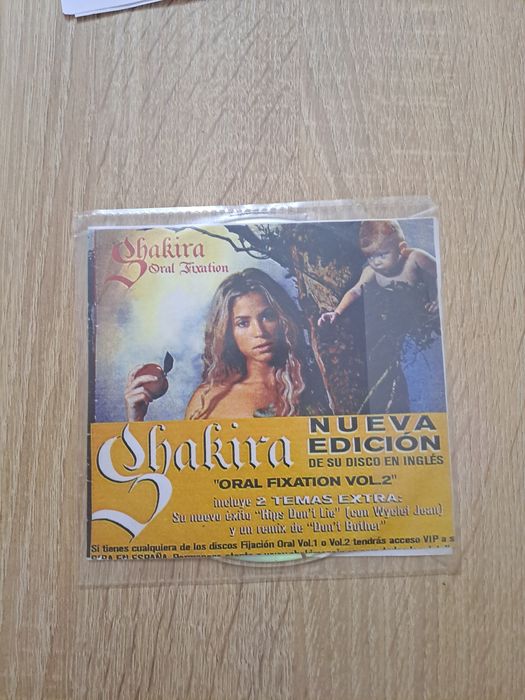 Shakira
Oral Fixation
Shakira
NUEVA
EDICIÓN
DE SU DISCO EN INGLÉS
"ORAL FIXATION VOL.2"
incluye 2 TEMAS EXTRA:
Su nuevo éxito "Hips Don't Lie" (con Wyclef Jean)
y un remix de "Don't Bother"
Si tienes cualquiera de los discos Fijación Oral Vol.1 o Vol.2 tendrás acceso VIP a s
EN ESPAÑA.